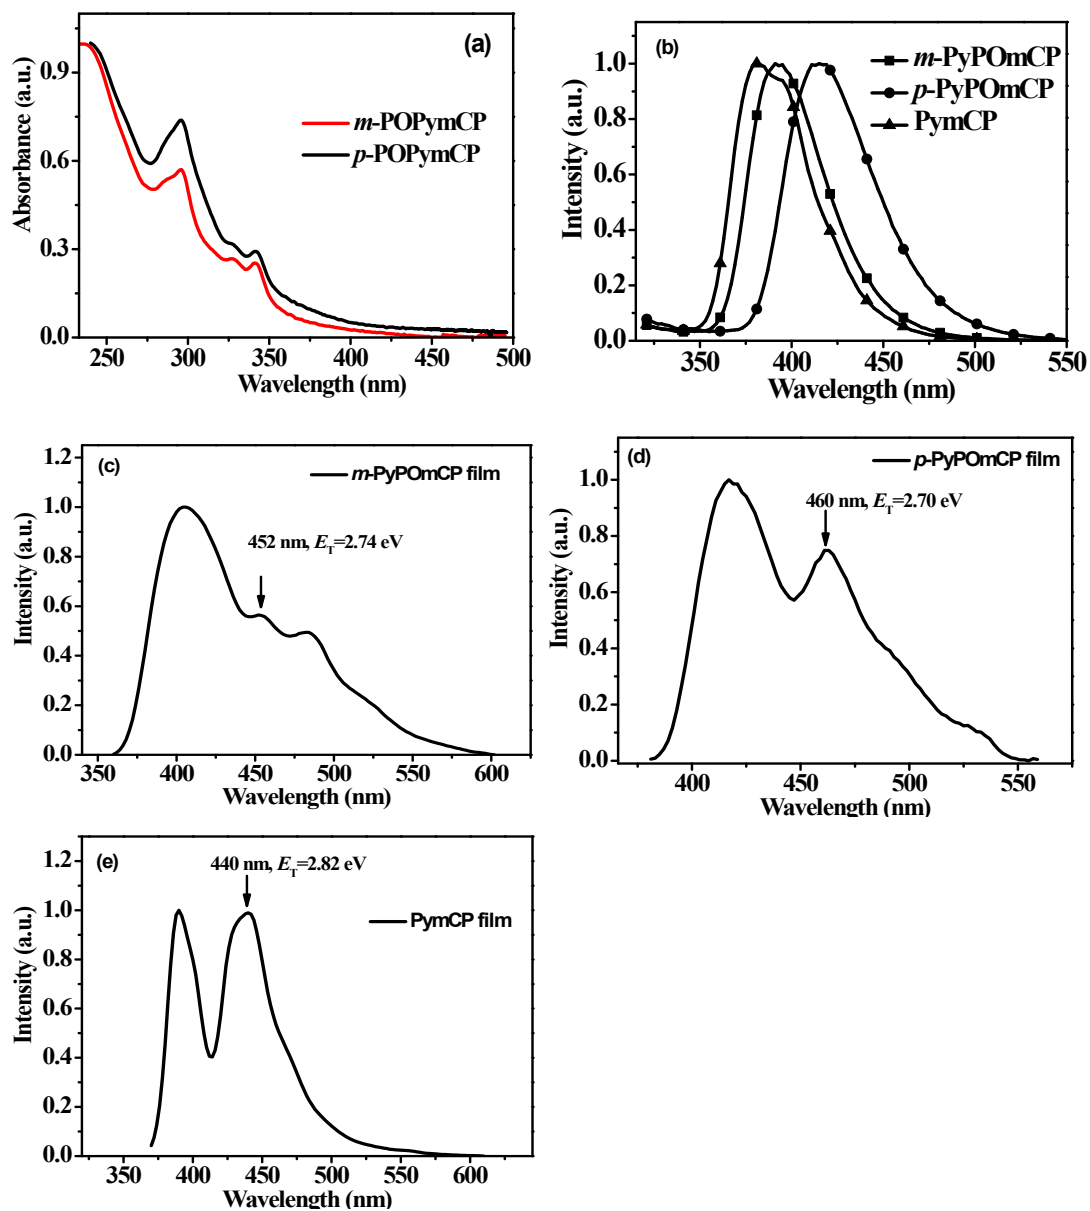 (a)
m-POPymCP
p-POPymCP
Absorbance (a.u.)
0.9
0.6
0.3
0.0
250 300 350 400 450 500
Wavelength (nm)
(b)
m-PyPOmCP
p-PyPOmCP
PymCP
Intensity (a.u.)
1.0
0.8
0.6
0.4
0.2
0.0
350 400 450 500 550
Wavelength (nm)
(c)
m-PyPOmCP film
452 nm, ET=2.74 eV
Intensity (a.u.)
1.2
1.0
0.8
0.6
0.4
0.2
0.0
350 400 450 500 550 600
Wavelength (nm)
(d)
p-PyPOmCP film
460 nm, ET=2.70 eV
Intensity (a.u.)
1.0
0.8
0.6
0.4
0.2
0.0
400 450 500 550
Wavelength (nm)
(e)
440 nm, ET=2.82 eV
PymCP film
Intensity (a.u.)
1.2
1.0
0.8
0.6
0.4
0.2
0.0
350 400 450 500 550 600
Wavelength (nm)